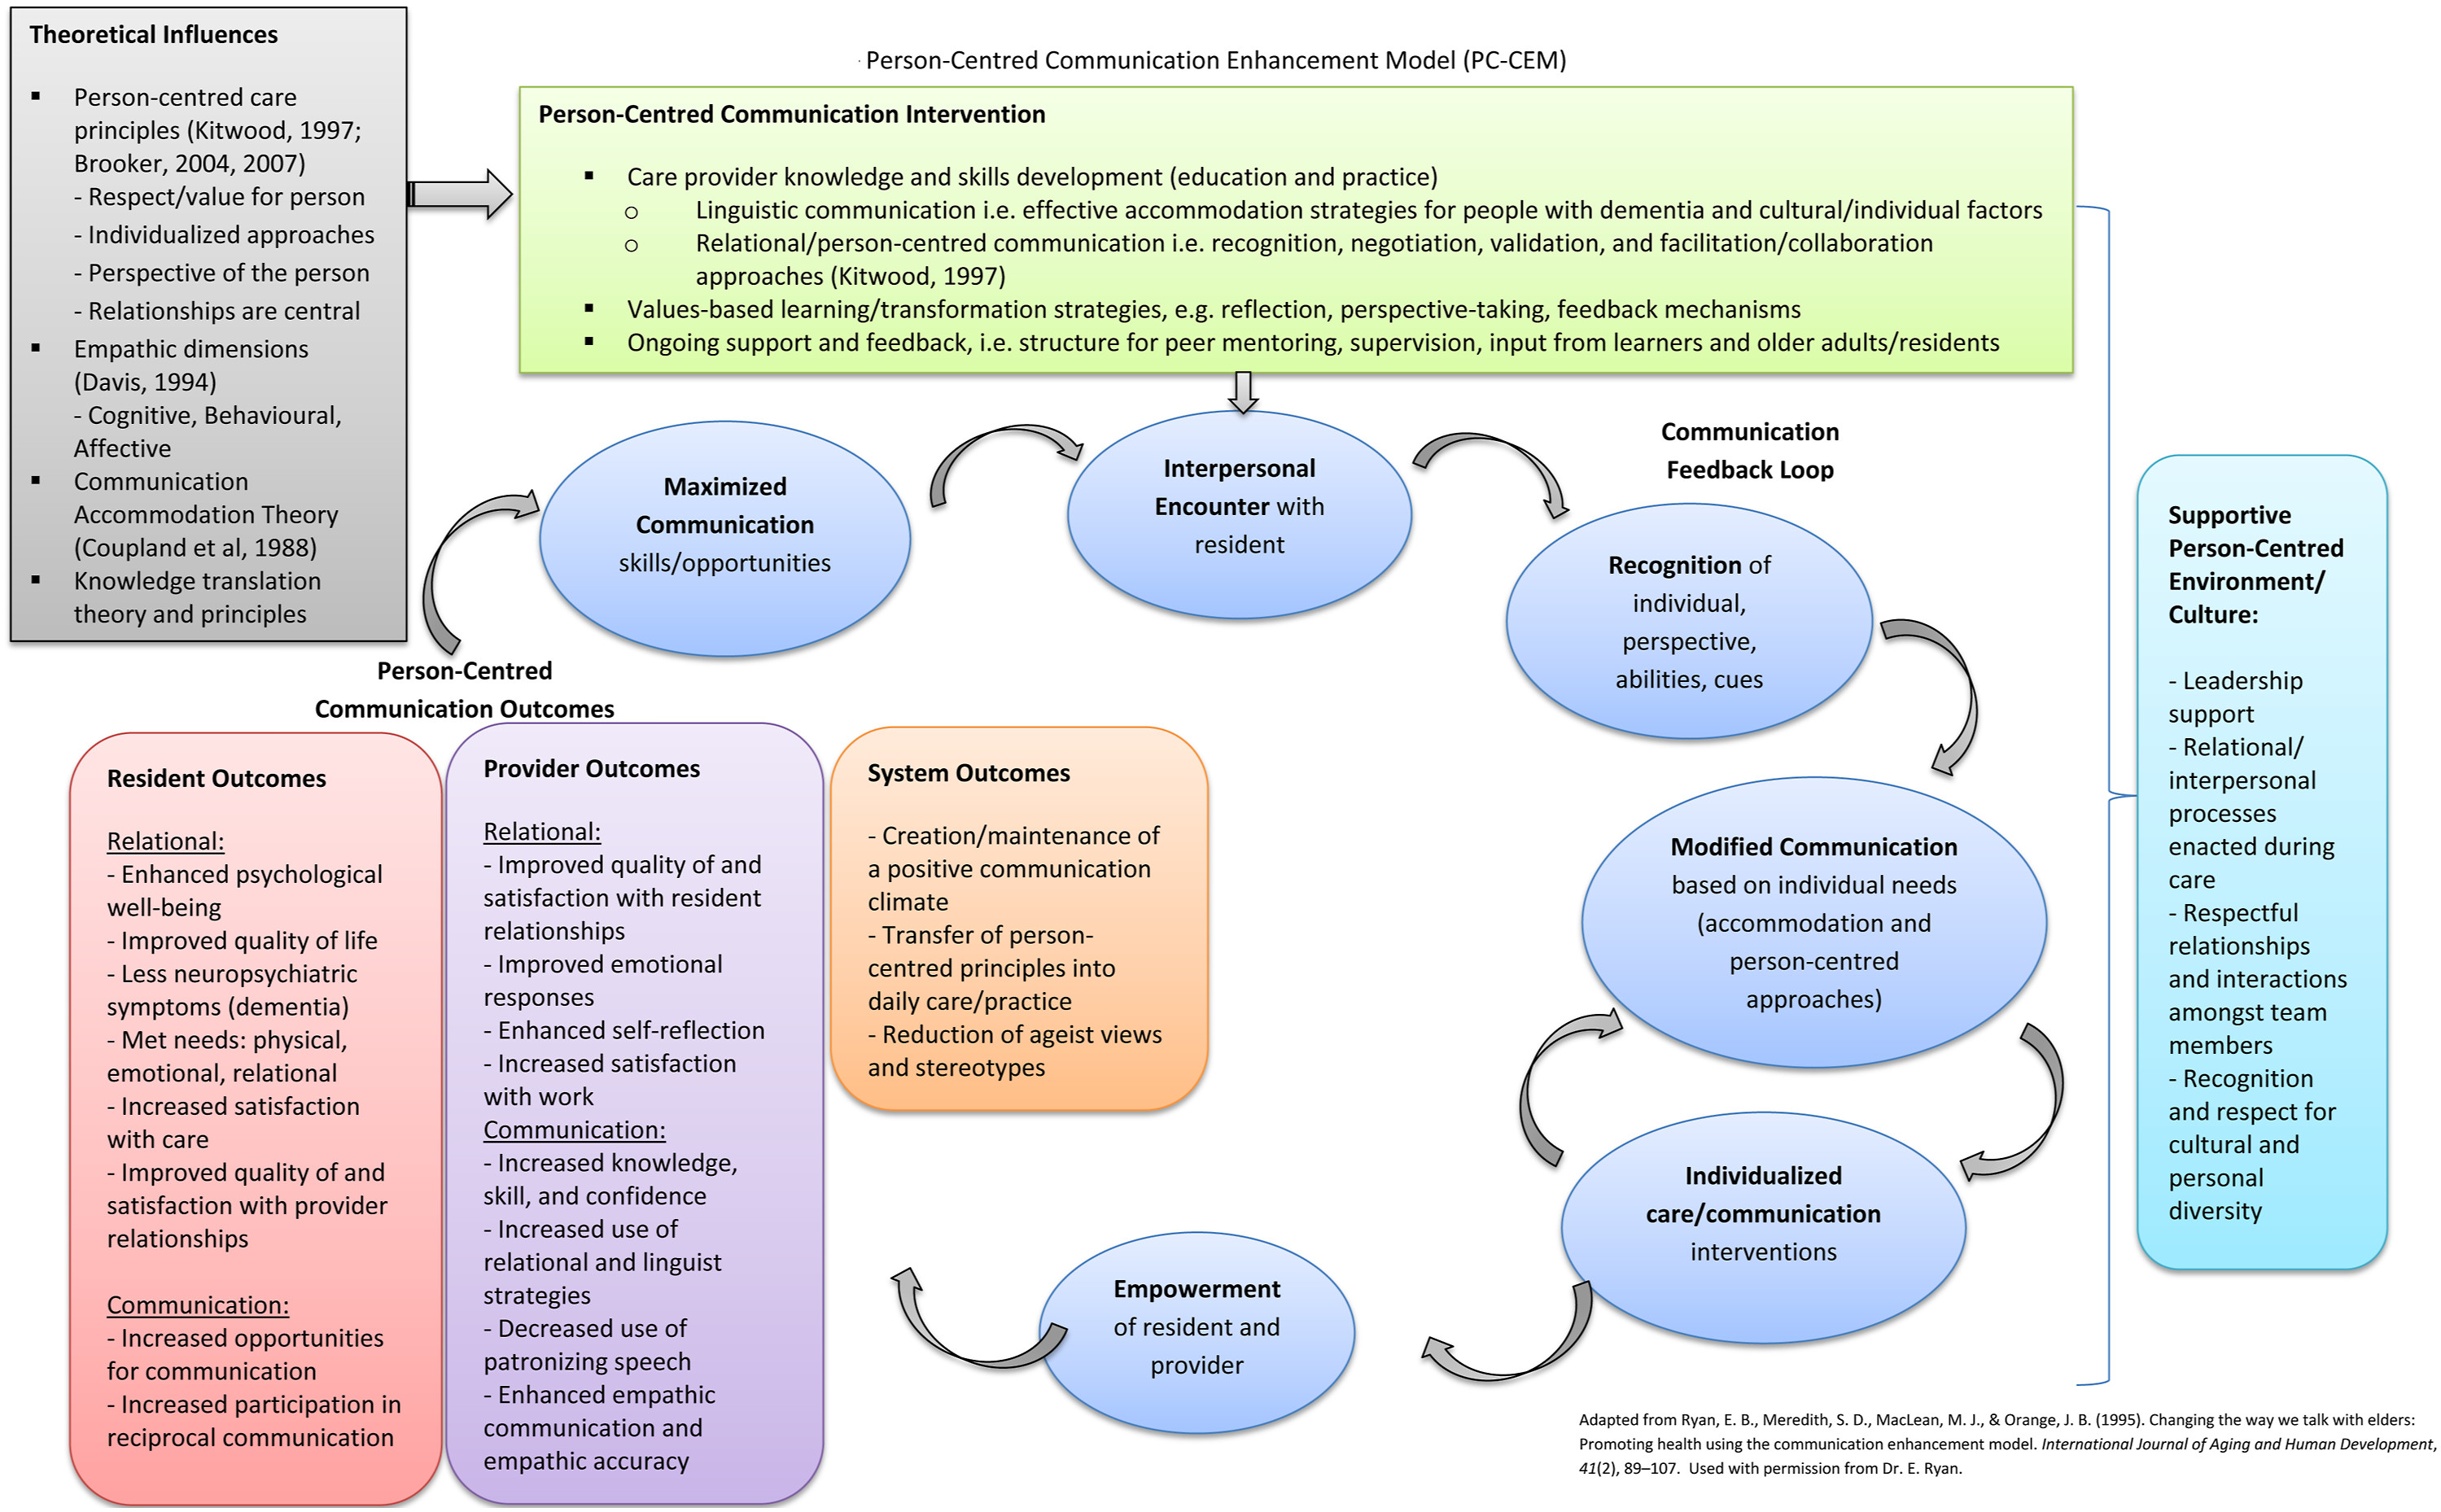 Theoretical Influences
▪ Person-centred care
principles (Kitwood, 1997;
Brooker, 2004, 2007)
- Respect/value for person
- Individualized approaches
- Perspective of the person
- Relationships are central
▪ Empathic dimensions
(Davis, 1994)
- Cognitive, Behavioural,
Affective
▪ Communication
Accommodation Theory
(Coupland et al, 1988)
▪ Knowledge translation
theory and principles
Person-Centred Communication Enhancement Model (PC-CEM)
Person-Centred Communication Intervention
▪ Care provider knowledge and skills development (education and practice)
o Linguistic communication i.e. effective accommodation strategies for people with dementia and cultural/individual factors
o Relational/person-centred communication i.e. recognition, negotiation, validation, and facilitation/collaboration
approaches (Kitwood, 1997)
▪ Values-based learning/transformation strategies, e.g. reflection, perspective-taking, feedback mechanisms
▪ Ongoing support and feedback, i.e. structure for peer mentoring, supervision, input from learners and older adults/residents
Maximized
Communication
skills/opportunities
Interpersonal
Encounter with
resident
Communication
Feedback Loop
Recognition of
individual,
perspective,
abilities, cues
Modified Communication
based on individual needs
(accommodation and
person-centred
approaches)
Individualized
care/communication
interventions
Empowerment
of resident and
provider
Person-Centred
Communication Outcomes
Resident Outcomes
Relational:
- Enhanced psychological
well-being
- Improved quality of life
- Less neuropsychiatric
symptoms (dementia)
- Met needs: physical,
emotional, relational
- Increased satisfaction
with care
- Improved quality of and
satisfaction with provider
relationships
Communication:
- Increased opportunities
for communication
- Increased participation in
reciprocal communication
Provider Outcomes
Relational:
- Improved quality of and
satisfaction with resident
relationships
- Improved emotional
responses
- Enhanced self-reflection
- Increased satisfaction
with work
Communication:
- Increased knowledge,
skill, and confidence
- Increased use of
relational and linguist
strategies
- Decreased use of
patronizing speech
- Enhanced empathic
communication and
empathic accuracy
System Outcomes
- Creation/maintenance of
a positive communication
climate
- Transfer of person-
centred principles into
daily care/practice
- Reduction of ageist views
and stereotypes
Supportive
Person-Centred
Environment/
Culture:
- Leadership
support
- Relational/
interpersonal
processes
enacted during
care
- Respectful
relationships
and interactions
amongst team
members
- Recognition
and respect for
cultural and
personal
diversity
Adapted from Ryan, E. B., Meredith, S. D., MacLean, M. J., & Orange, J. B. (1995). Changing the way we talk with elders:
Promoting health using the communication enhancement model. International Journal of Aging and Human Development,
41(2), 89–107. Used with permission from Dr. E. Ryan.